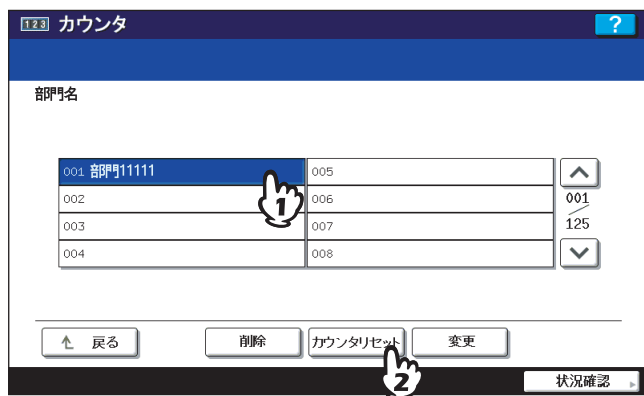 123 カウンタ ?
部門名
001 部門11111 005
002 006
003 007
004 008
001
125
1
戻る 削除 カウンタリセット 変更
2
状況確認